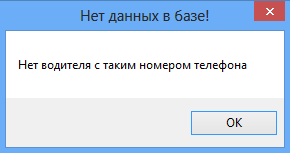 Нет данных в базе!
Нет водителя с таким номером телефона
OK